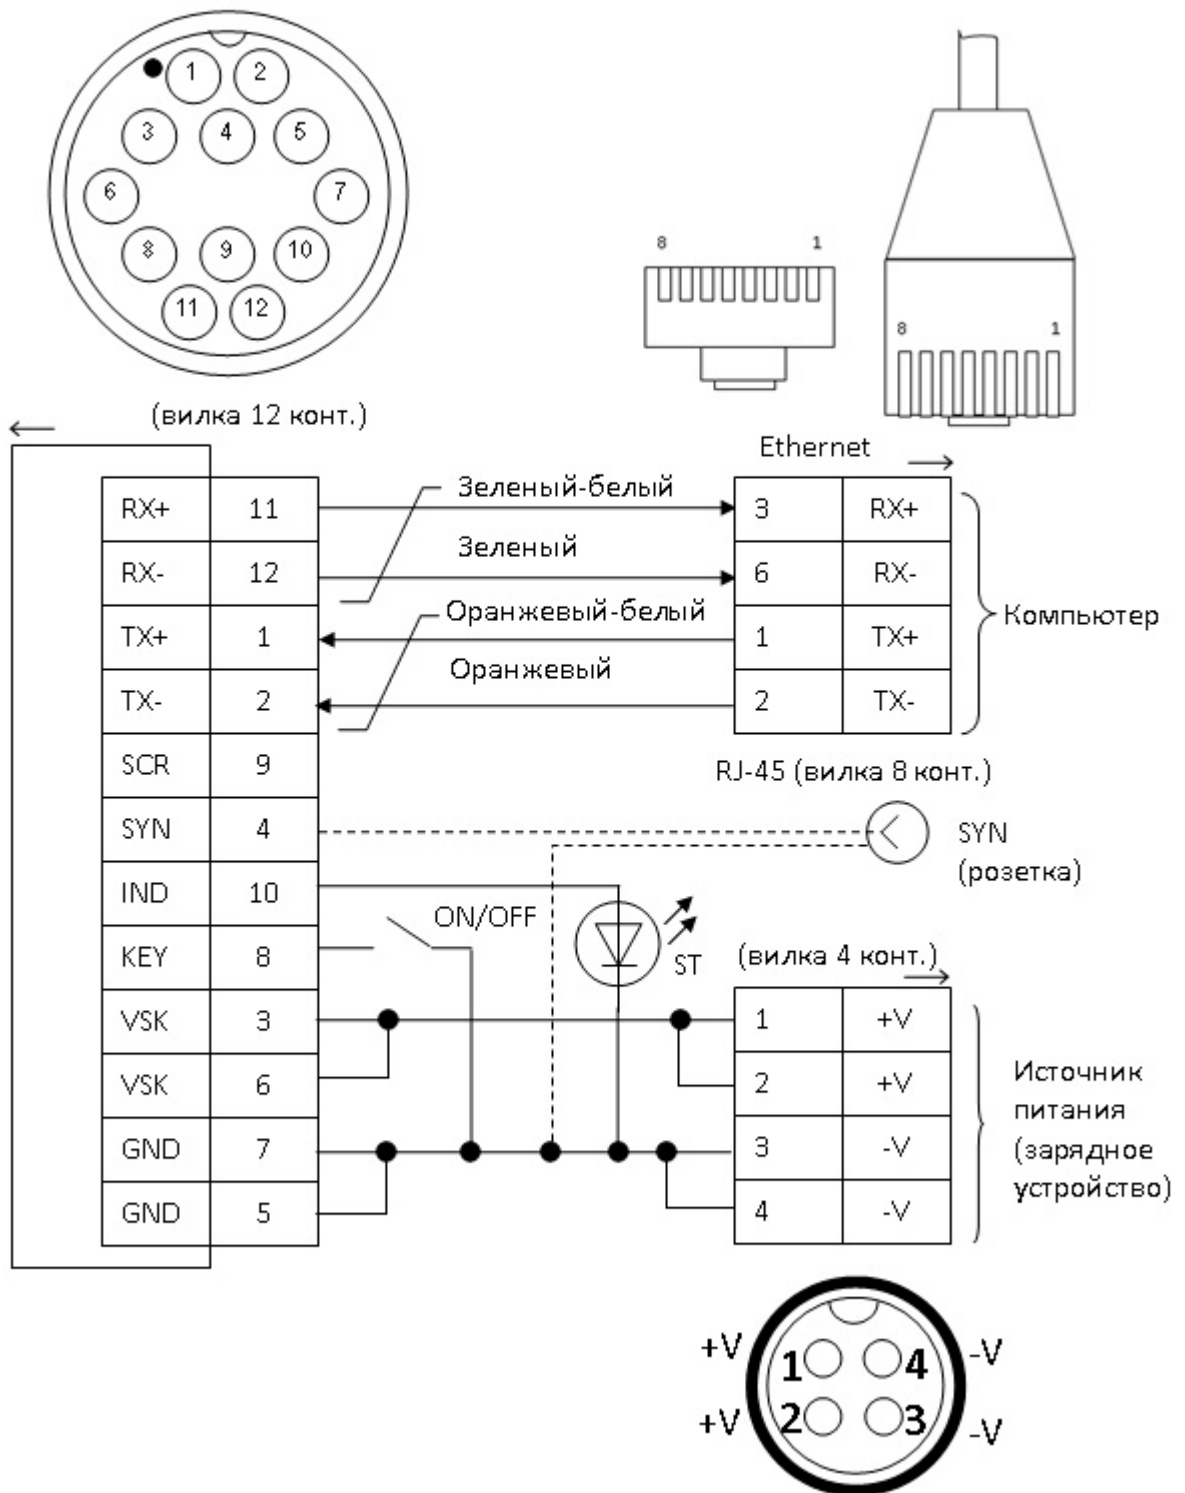 1 2
3 4 5
6 7
8 9 10
11 12
8 1
8 1
(вилка 12 конт.)
Ethernet
RX+ 11 Зеленый-белый 3 RX+
RX- 12 Зеленый 6 RX-
TX+ 1 Оранжевый-белый 1 TX+
Компьютер
TX- 2 Оранжевый 2 TX-
SCR 9
RJ-45 (вилка 8 конт.)
SYN 4 SYN
(розетка)
IND 10
ON/OFF
KEY 8 ST
(вилка 4 конт.)
VSK 3 1 +V
VSK 6 2 +V
GND 7 3 -V
GND 5 4 -V
Источник
питания
(зарядное
устройство)
+V 1 4 -V
+V 2 3 -V